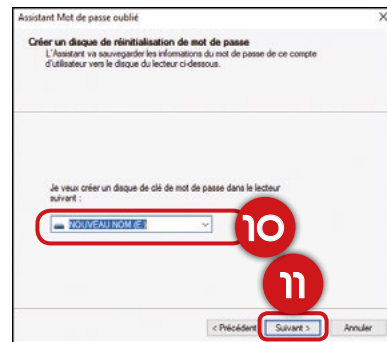 Assistant Mot de passe oublié
Créer un disque de réinitialisation de mot de passe
L'Assistant va sauvegarder les informations du mot de passe de ce compte
d'utilisateur vers le disque du lecteur ci-dessous.
Je veux créer un disque de clé de mot de passe dans le lecteur
suivant :
NOUVEAU NOM (E:)
10
11
< Précédent
Suivant >
Annuler